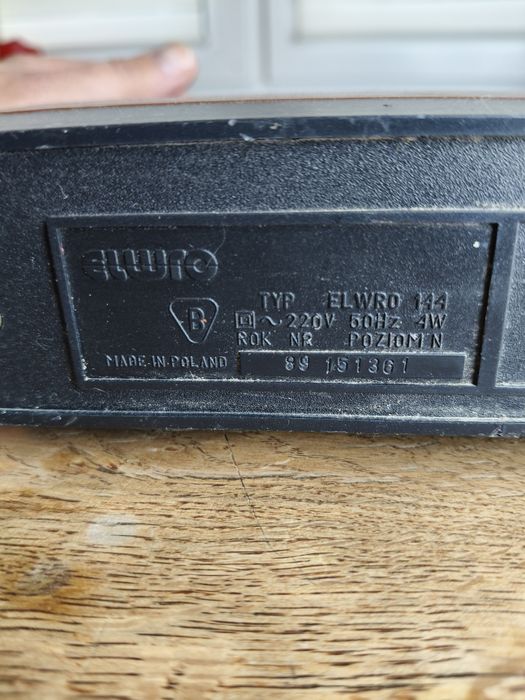 ELWRO
B
TYP ELWRO 144
~220V 50Hz 4W
ROK NR POZIOM N
MADE-IN-POLAND
89 151361